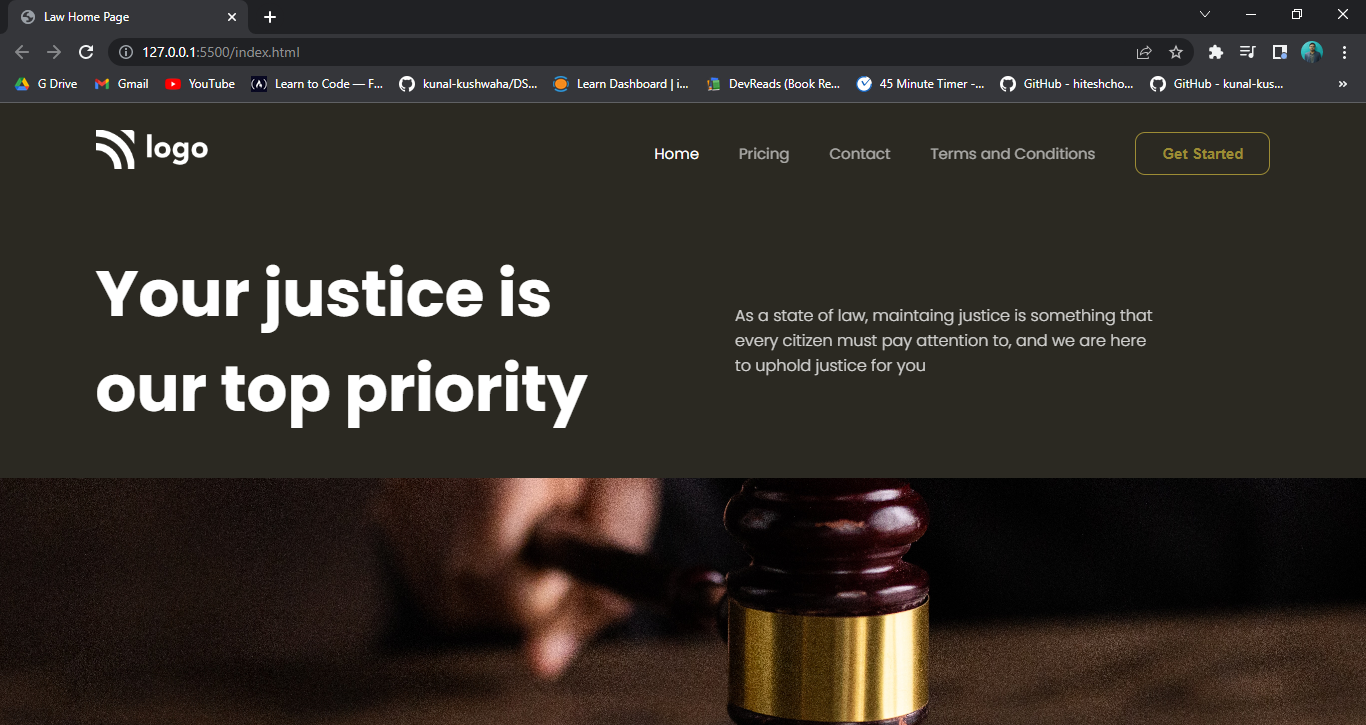 Law Home Page
127.0.0.1:5500/index.html
G Drive
Gmail
YouTube
Learn to Code — F...
kunal-kushwaha/DS...
Learn Dashboard | i...
DevReads (Book Re...
45 Minute Timer -...
GitHub - hiteshcho...
GitHub - kunal-kus...
logo
Home
Pricing
Contact
Terms and Conditions
Get Started
Your justice is
our top priority
As a state of law, maintaing justice is something that
every citizen must pay attention to, and we are here
to uphold justice for you